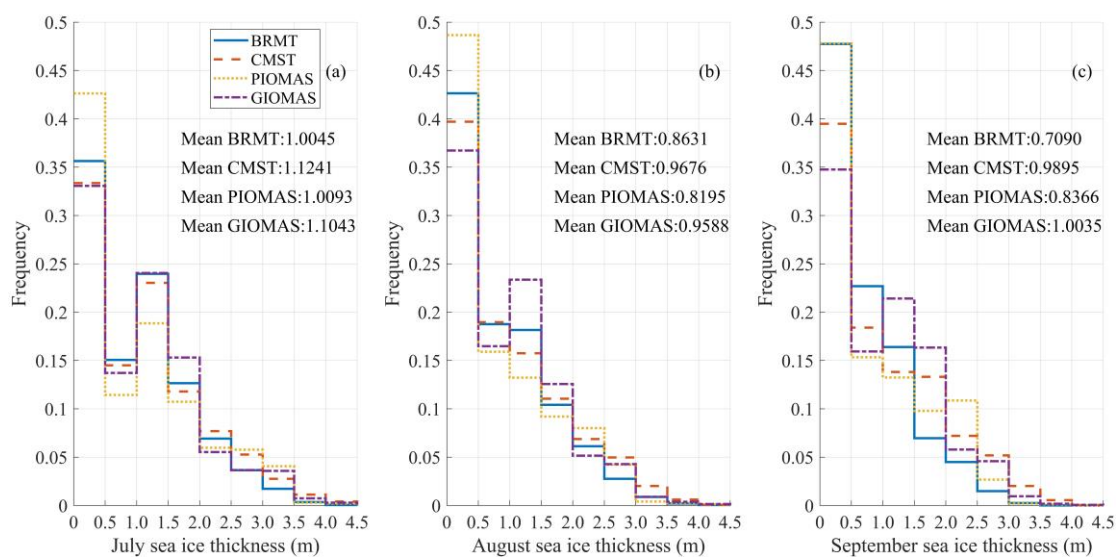 0.5
0.45
0.4
0.35
0.3
0.25
0.2
0.15
0.1
0.05
0
Frequency
BRMT
CMST
PIOMAS
GIOMAS
(a)
Mean BRMT:1.0045
Mean CMST:1.1241
Mean PIOMAS:1.0093
Mean GIOMAS:1.1043
0 0.5 1.0 1.5 2.0 2.5 3.0 3.5 4.0 4.5
July sea ice thickness (m)
0.5
0.45
0.4
0.35
0.3
0.25
0.2
0.15
0.1
0.05
0
Frequency
(b)
Mean BRMT:0.8631
Mean CMST:0.9676
Mean PIOMAS:0.8195
Mean GIOMAS:0.9588
0 0.5 1.0 1.5 2.0 2.5 3.0 3.5 4.0 4.5
August sea ice thickness (m)
0.5
0.45
0.4
0.35
0.3
0.25
0.2
0.15
0.1
0.05
0
Frequency
(c)
Mean BRMT:0.7090
Mean CMST:0.9895
Mean PIOMAS:0.8366
Mean GIOMAS:1.0035
0 0.5 1.0 1.5 2.0 2.5 3.0 3.5 4.0 4.5
September sea ice thickness (m)